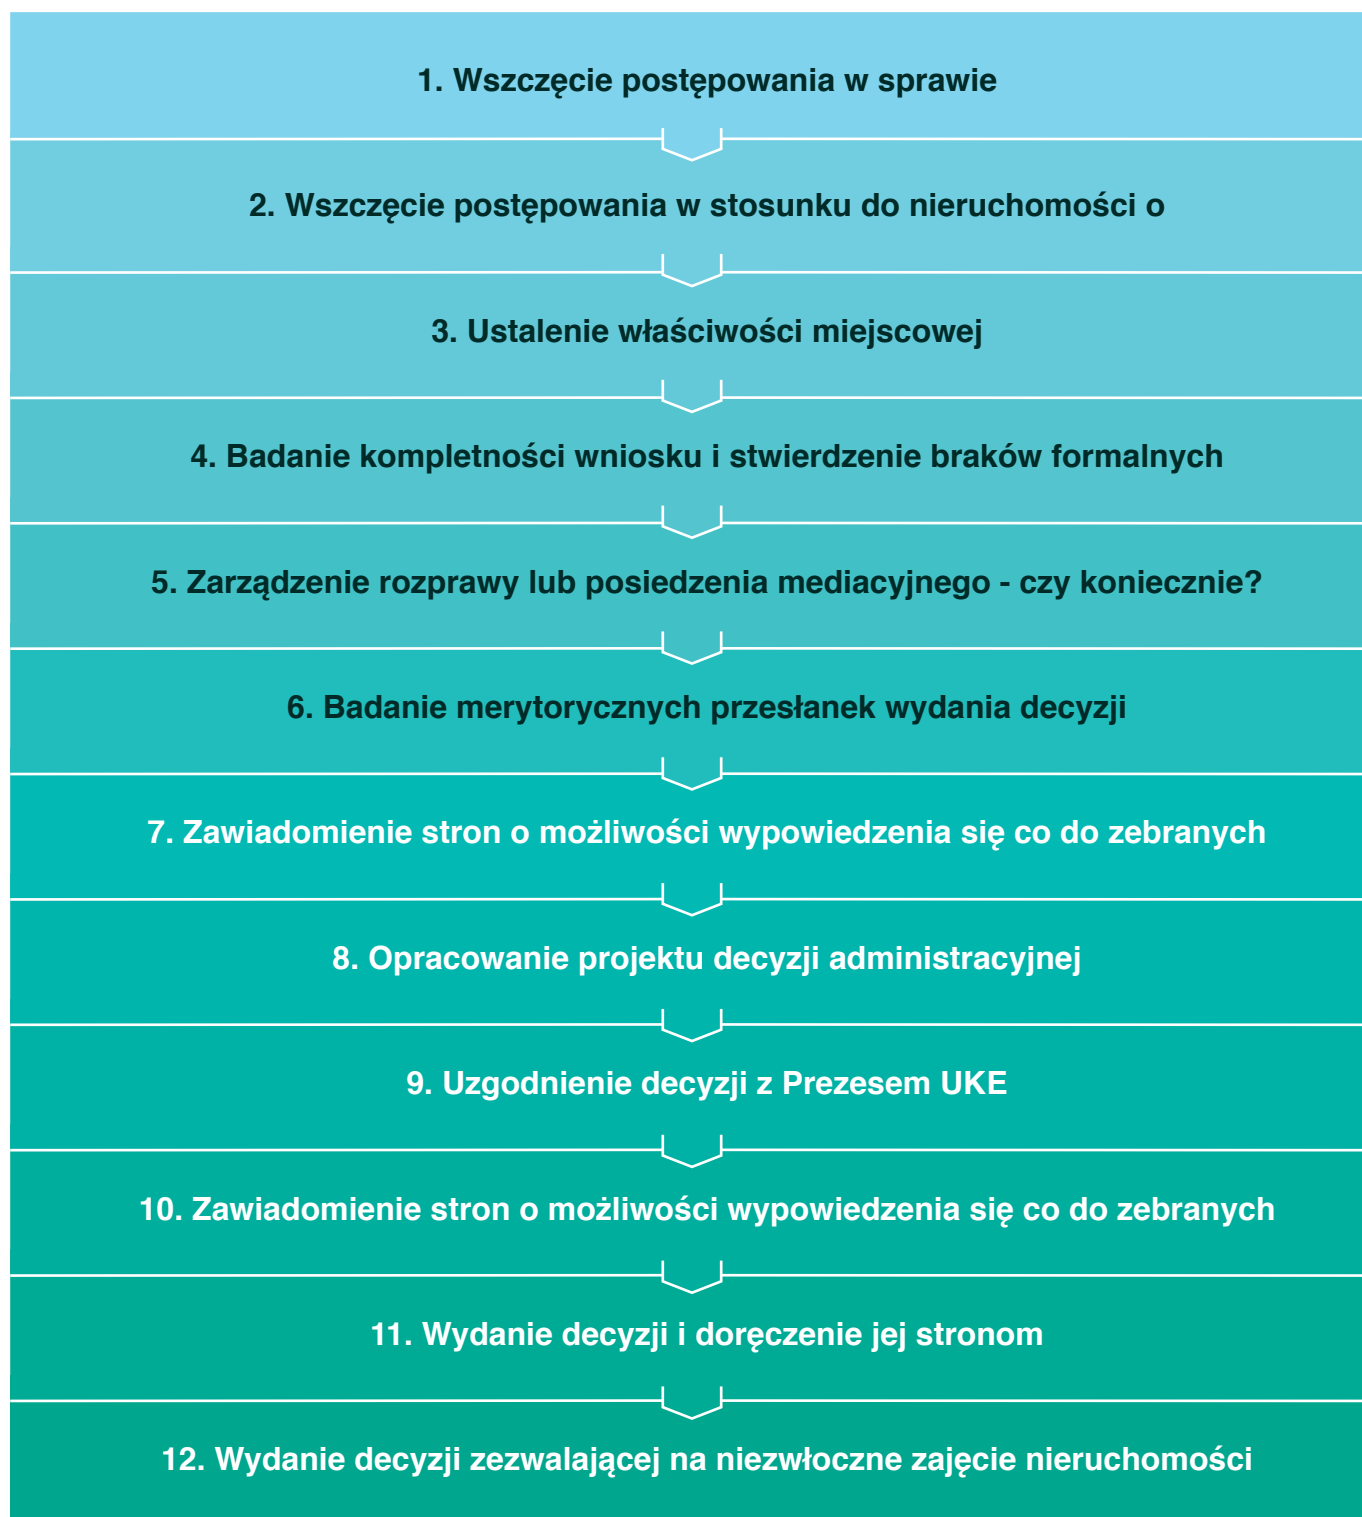 1. Wszczęcie postępowania w sprawie
2. Wszczęcie postępowania w stosunku do nieruchomości o
3. Ustalenie właściwości miejscowej
4. Badanie kompletności wniosku i stwierdzenie braków formalnych
5. Zarządzenie rozprawy lub posiedzenia mediacyjnego - czy koniecznie?
6. Badanie merytorycznych przesłanek wydania decyzji
7. Zawiadomienie stron o możliwości wypowiedzenia się co do zebranych
8. Opracowanie projektu decyzji administracyjnej
9. Uzgodnienie decyzji z Prezesem UKE
10. Zawiadomienie stron o możliwości wypowiedzenia się co do zebranych
11. Wydanie decyzji i doręczenie jej stronom
12. Wydanie decyzji zezwalającej na niezwłoczne zajęcie nieruchomości